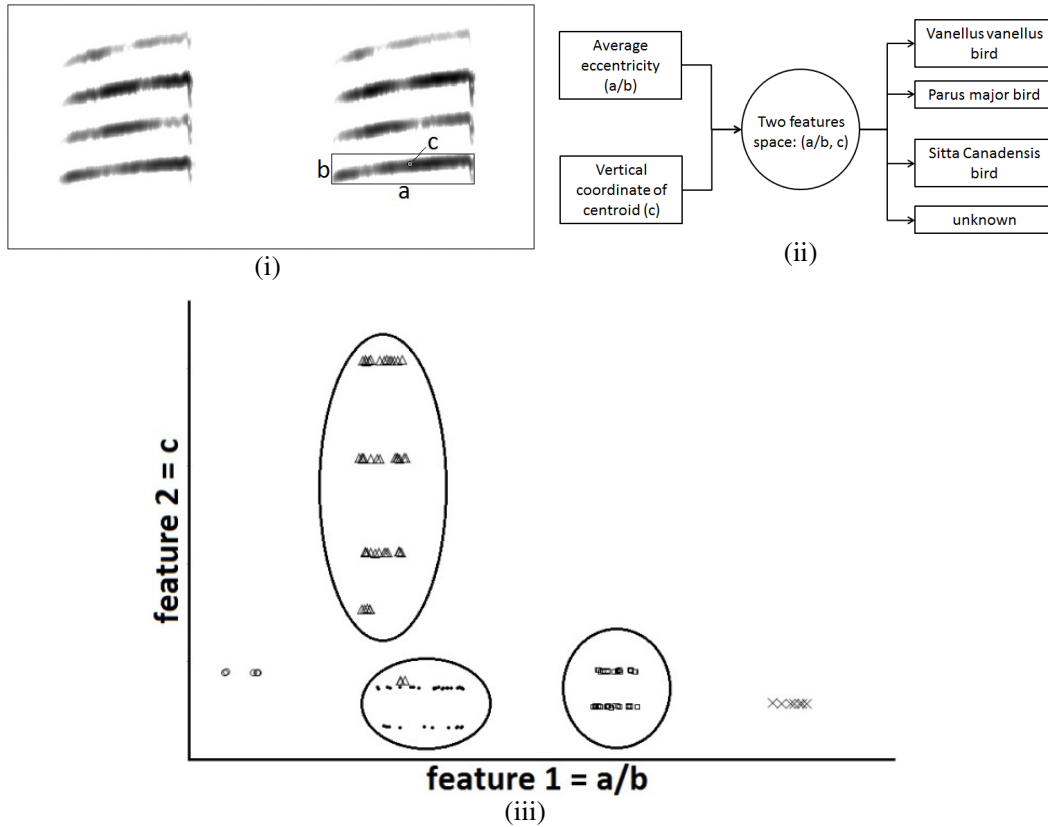 c
b
a
(i)
Average
eccentricity
(a/b)
Vertical
coordinate of
centroid (c)
Two features
space: (a/b, c)
Vanellus vanellus
bird
Parus major bird
Sitta Canadensis
bird
unknown
(ii)
feature 2 = c
feature 1 = a/b
(iii)